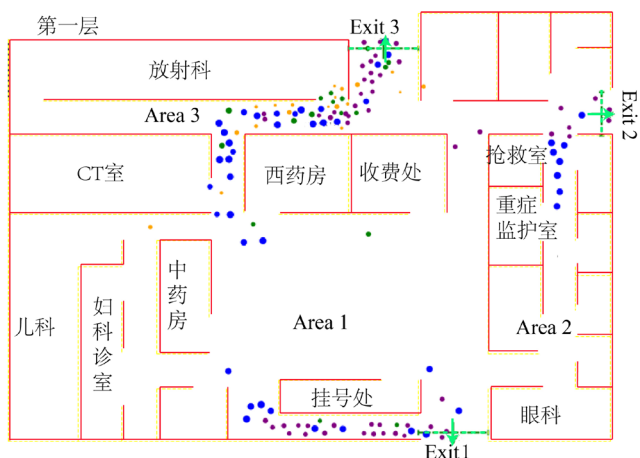 第一层
Exit 3
放射科
Exit 2
Area 3
CT室
西药房
收费处
抢救室
重症
监护室
儿科
妇科诊室
中药房
Area 1
Area 2
挂号处
眼科
Exit1